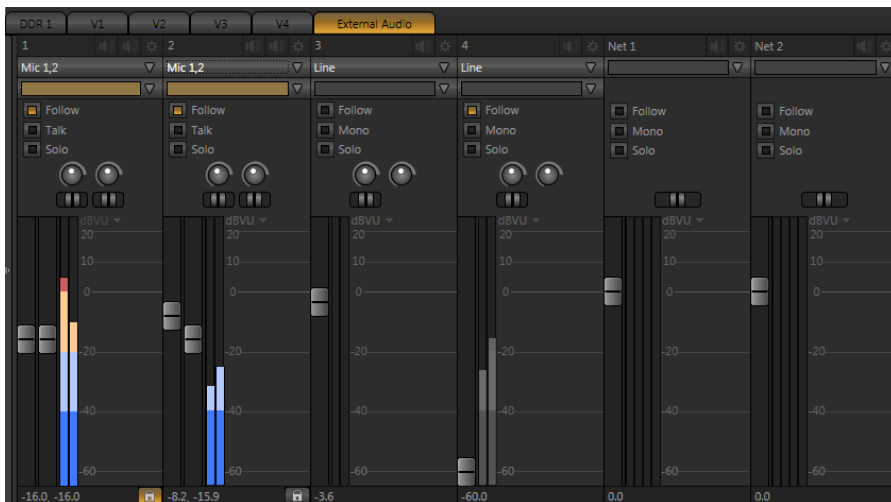 DDR 1 V1 V2 V3 V4 External Audio
1 2 3 4 Net 1 Net 2
Mic 1,2 Mic 1,2 Line Line
Follow Follow Follow Follow Follow Follow
Talk Talk Mono Mono Mono Mono
Solo Solo Solo Solo Solo Solo
dBVU dBVU dBVU dBVU dBVU dBVU
20 20 20 20 20 20
10 10 10 10 10 10
0 0 0 0 0 0
-20 -20 -20 -20 -20 -20
-40 -40 -40 -40 -40 -40
-60 -60 -60 -60 -60 -60
-16.0, -16.0 -8.2, -15.9 -3.6 -60.0 0.0 0.0